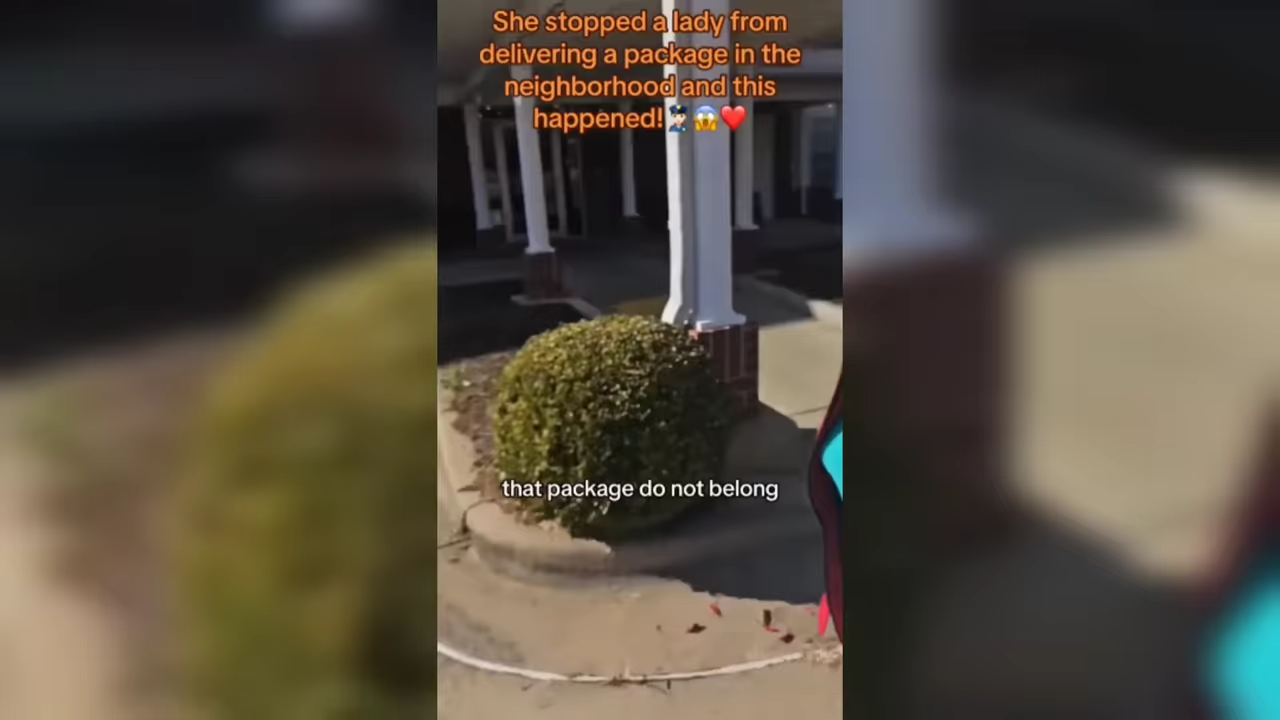 She stopped a lady from
delivering a package in the
neighborhood and this
happened!👮🏻😱❤️
that package do not belong